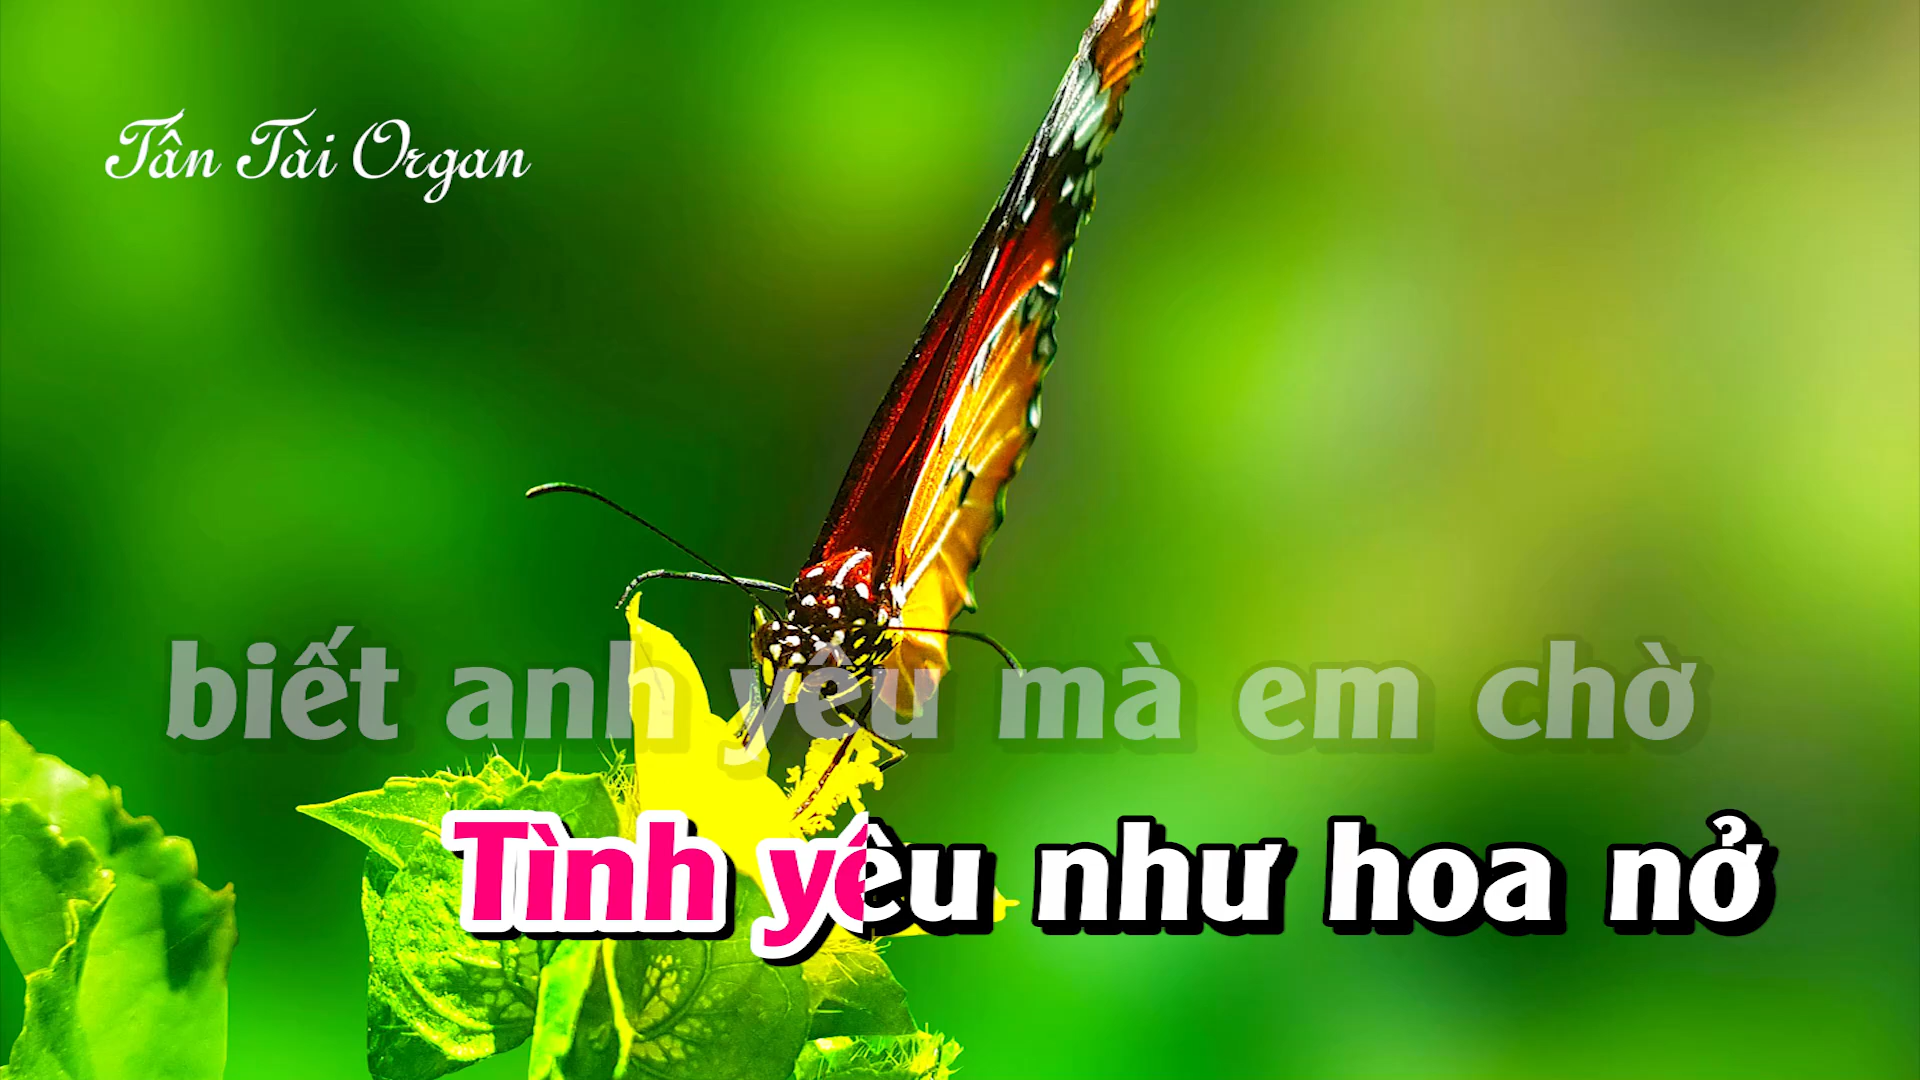 Tấn Tài Organ
biết anh yêu mà em chờ
Tình yêu như hoa nở